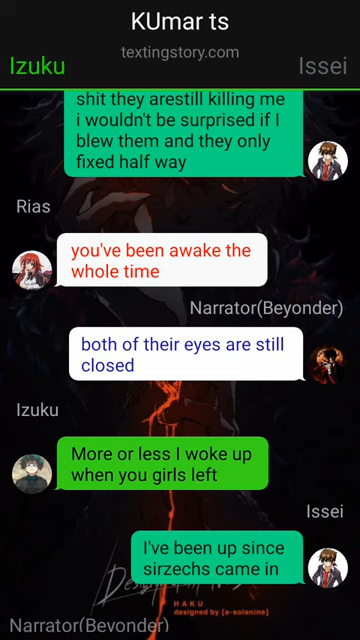 KUmar ts
textingstory.com
Izuku
Issei
shit they arestill killing me
i wouldn't be surprised if I
blew them and they only
fixed half way
Rias
you've been awake the
whole time
Narrator(Beyonder)
both of their eyes are still
closed
Izuku
More or less I woke up
when you girls left
Issei
I've been up since
sirzechs came in
HAKU
designed by [a-solanine]
Narrator(Beyonder)